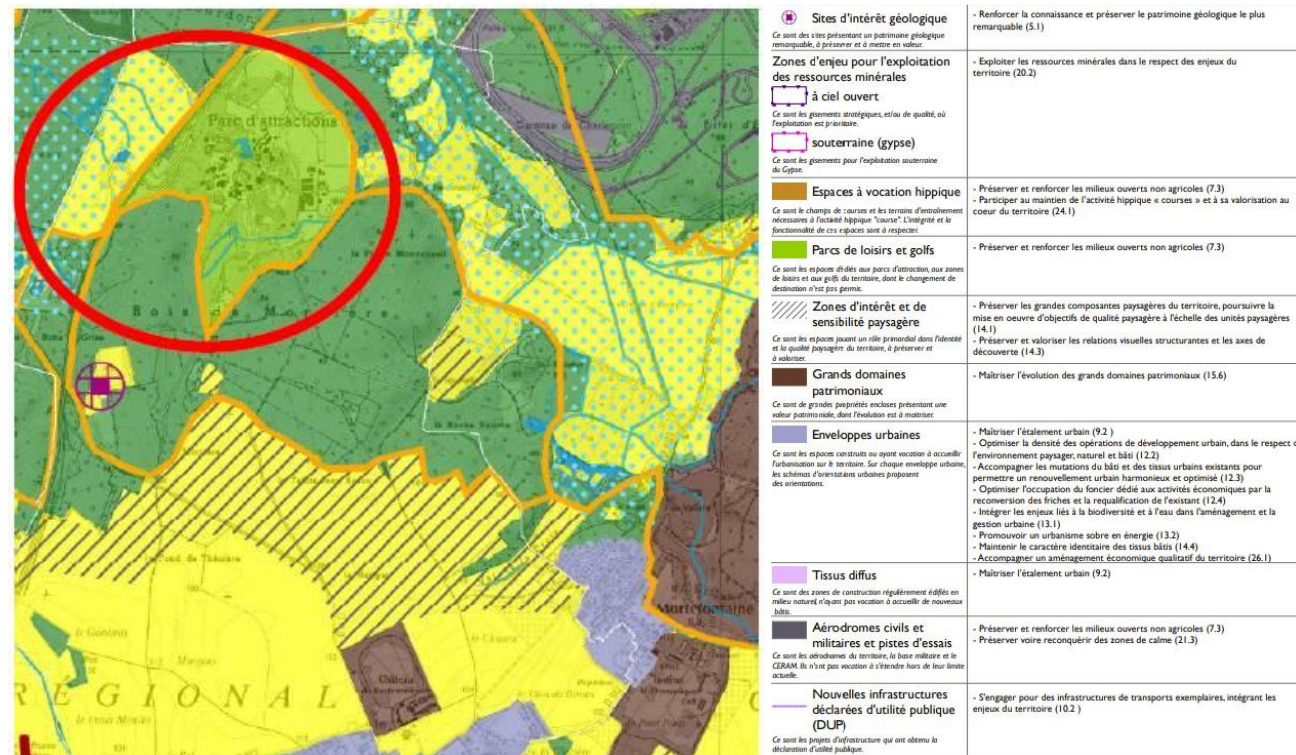 Parc d'attractions
Bois de Morrière
la Roche Pauvre
Mortefontaine
le Fond de Thésaire
Château
RÉGIONAL
Sites d'intérêt géologique
Ce sont des sites présentant un patrimoine géologique
remarquable, à préserver et à mettre en valeur.
- Renforcer la connaissance et préserver le patrimoine géologique le plus
remarquable (5.1)
Zones d'enjeu pour l'exploitation
des ressources minérales
à ciel ouvert
Ce sont les gisements stratégiques, et/ou de qualité, où
l'exploitation est prioritaire.
souterraine (gypse)
Ce sont les gisements pour l'exploitation souterraine
du Gypse.
- Exploiter les ressources minérales dans le respect des enjeux du
territoire (20.2)
Espaces à vocation hippique
Ce sont le champs de courses et les terrains d'entraînement
nécessaires à l'activité hippique "course". L'intégrité et la
fonctionnalité de ces espaces sont à respecter.
- Préserver et renforcer les milieux ouverts non agricoles (7.3)
- Participer au maintien de l'activité hippique « courses » et à sa valorisation au
coeur du territoire (24.1)
Parcs de loisirs et golfs
Ce sont les espaces dédiés aux parcs d'attraction, aux zones
de loisirs et aux golfs du territoire, dont le changement de
destination n'est pas permis.
- Préserver et renforcer les milieux ouverts non agricoles (7.3)
Zones d'intérêt et de
sensibilité paysagère
Ce sont les espaces jouant un rôle primordial dans l'identité
et la qualité paysagère du territoire, à préserver et
à valoriser.
- Préserver les grandes composantes paysagères du territoire, poursuivre la
mise en oeuvre d'objectifs de qualité paysagère à l'échelle des unités paysagères
(14.1)
- Préserver et valoriser les relations visuelles structurantes et les axes de
découverte (14.3)
Grands domaines
patrimoniaux
Ce sont de grandes propriétés encloses présentant une
valeur patrimoniale, dont l'évolution est à maîtriser.
- Maîtriser l'évolution des grands domaines patrimoniaux (15.6)
Enveloppes urbaines
Ce sont les espaces construits ou ayant vocation à accueillir
l'urbanisation sur le territoire. Sur chaque enveloppe urbaine,
les schémas d'orientations urbaines proposent
des orientations.
- Maîtriser l'étalement urbain (9.2 )
- Optimiser la densité des opérations de développement urbain, dans le respect d
l'environnement paysager, naturel et bâti (12.2)
- Accompagner les mutations du bâti et des tissus urbains existants pour
permettre un renouvellement urbain harmonieux et optimisé (12.3)
- Optimiser l'occupation du foncier dédié aux activités économiques par la
reconversion des friches et la requalification de l'existant (12.4)
- Intégrer les enjeux liés à la biodiversité et à l'eau dans l'aménagement et la
gestion urbaine (13.1)
- Promouvoir un urbanisme sobre en énergie (13.2)
- Maintenir le caractère identitaire des tissus bâtis (14.4)
- Accompagner un aménagement économique qualitatif du territoire (26.1)
Tissus diffus
Ce sont des zones de construction régulièrement édifiés en
milieu naturel, n'ayant pas vocation à accueillir de nouveaux
bâtis.
- Maîtriser l'étalement urbain (9.2)
Aérodromes civils et
militaires et pistes d'essais
Ce sont les aérodromes du territoire, la base militaire et le
CERAM. Ils n'ont pas vocation à s'étendre hors de leur limite
actuelle.
- Préserver et renforcer les milieux ouverts non agricoles (7.3)
- Préserver voire reconquérir des zones de calme (21.3)
Nouvelles infrastructures
déclarées d'utilité publique
(DUP)
Ce sont les projets d'infrastructure qui ont obtenu la
déclaration d'utilité publique.
- S'engager pour des infrastructures de transports exemplaires, intégrant les
enjeux du territoire (10.2 )